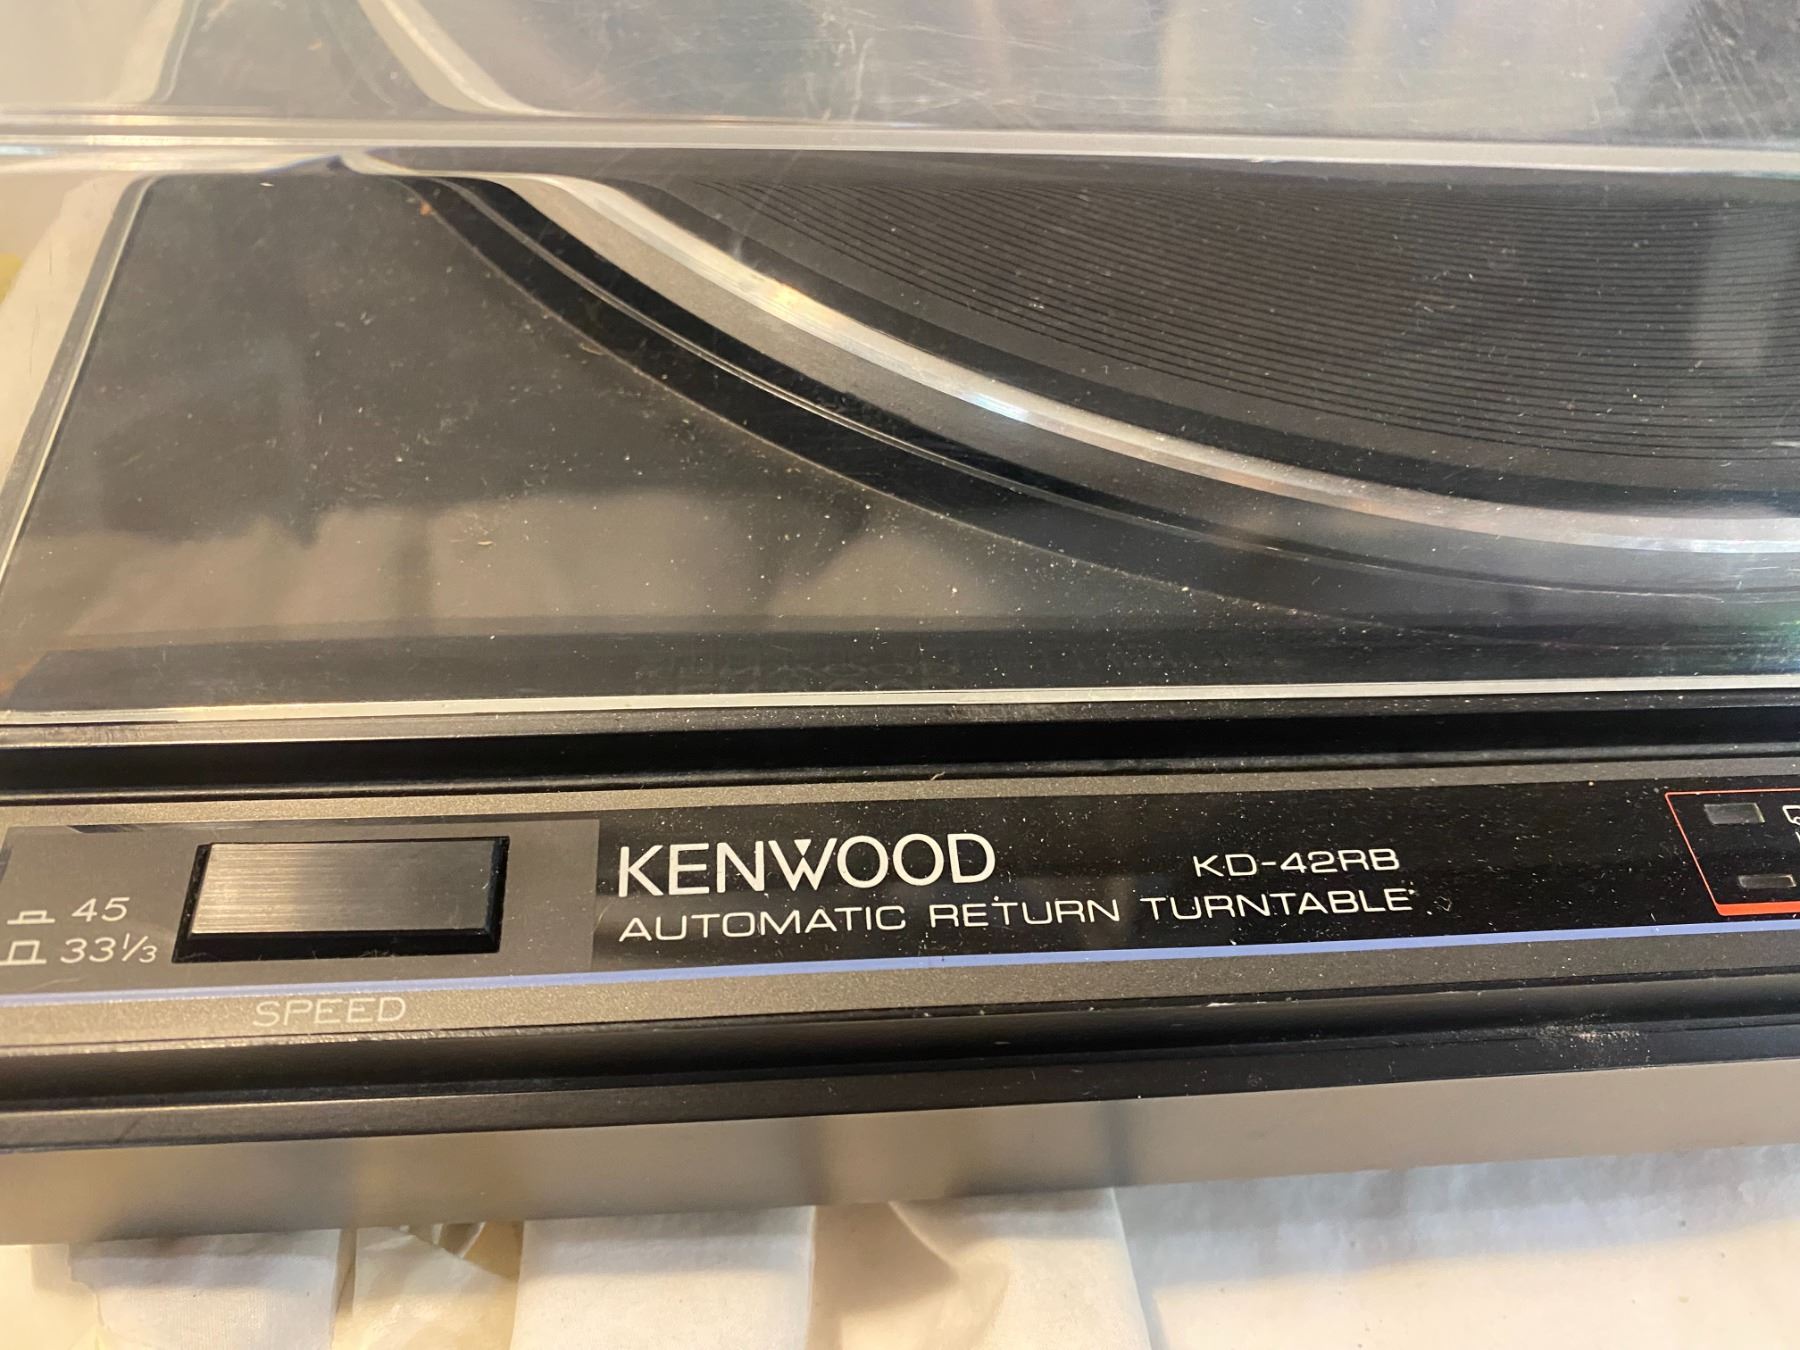 KENWOOD
KD-42RB
AUTOMATIC RETURN TURNTABLE
45
33⅓
SPEED